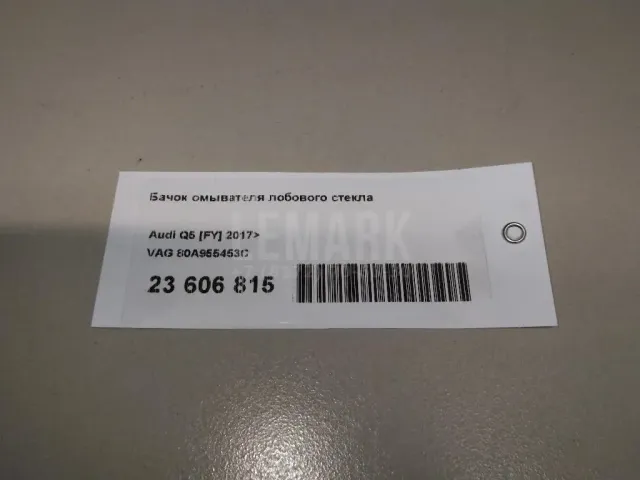 Бачок омывателя лобового стекла
LEMARK
Audi Q5 [FY] 2017>
VAG 80A955453C
23 606 815